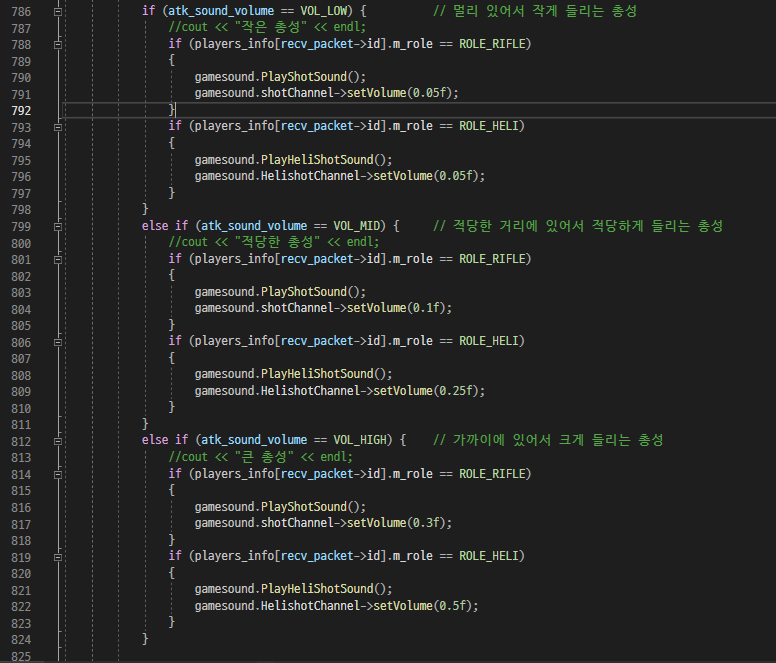 786 if (atk_sound_volume == VOL_LOW) { // 멀리 있어서 작게 들리는 총성
787 //cout << "작은 총성" << endl;
788 if (players_info[recv_packet->id].m_role == ROLE_RIFLE)
789 {
790 gamesound.PlayShotSound();
791 gamesound.shotChannel->setVolume(0.05f);
792 }
793 if (players_info[recv_packet->id].m_role == ROLE_HELI)
794 {
795 gamesound.PlayHeliShotSound();
796 gamesound.HelishotChannel->setVolume(0.05f);
797 }
798 }
799 else if (atk_sound_volume == VOL_MID) { // 적당한 거리에 있어서 적당하게 들리는 총성
800 //cout << "적당한 총성" << endl;
801 if (players_info[recv_packet->id].m_role == ROLE_RIFLE)
802 {
803 gamesound.PlayShotSound();
804 gamesound.shotChannel->setVolume(0.1f);
805 }
806 if (players_info[recv_packet->id].m_role == ROLE_HELI)
807 {
808 gamesound.PlayHeliShotSound();
809 gamesound.HelishotChannel->setVolume(0.25f);
810 }
811 }
812 else if (atk_sound_volume == VOL_HIGH) { // 가까이에 있어서 크게 들리는 총성
813 //cout << "큰 총성" << endl;
814 if (players_info[recv_packet->id].m_role == ROLE_RIFLE)
815 {
816 gamesound.PlayShotSound();
817 gamesound.shotChannel->setVolume(0.3f);
818 }
819 if (players_info[recv_packet->id].m_role == ROLE_HELI)
820 {
821 gamesound.PlayHeliShotSound();
822 gamesound.HelishotChannel->setVolume(0.5f);
823 }
824 }
825